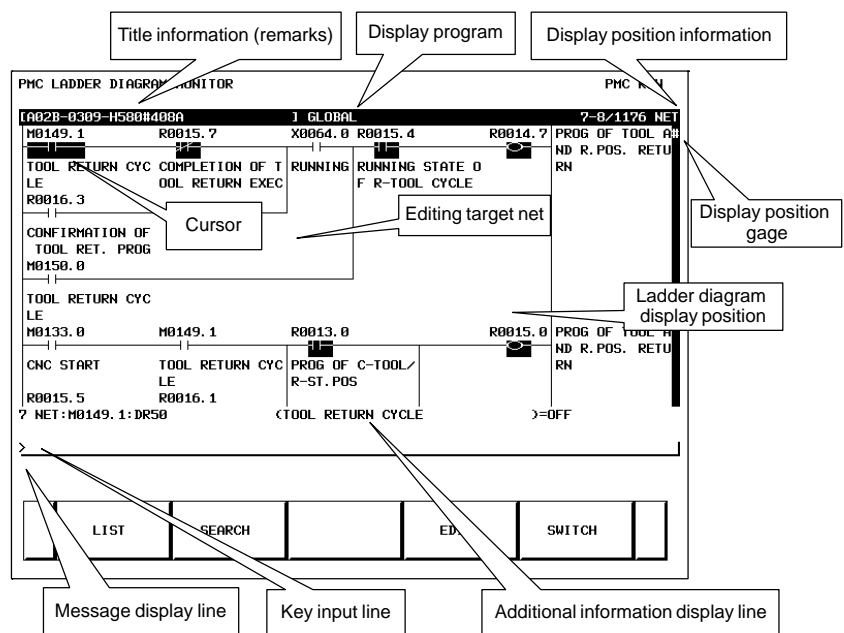 Title information (remarks)
Display program
Display position information
PMC LADDER DIAGRAM MONITOR
PMC RUN
[A02B-0309-H580#408A ] GLOBAL 7-8/1176 NET
M0149.1 R0015.7 X0064.0 R0015.4 R0014.7 PROG OF TOOL A#
ND R.POS. RETU
TOOL RETURN CYC COMPLETION OF T RUNNING RUNNING STATE O RN
LE OOL RETURN EXEC F R-TOOL CYCLE
R0016.3
Cursor
Editing target net
Display position
gage
CONFIRMATION OF
TOOL RET. PROG
M0150.0
TOOL RETURN CYC
LE
Ladder diagram
display position
M0133.0 M0149.1 R0013.0 R0015.0 PROG OF TOOL A
ND R.POS. RETU
CNC START TOOL RETURN CYC PROG OF C-TOOL/ RN
LE R-ST.POS
R0015.5 R0016.1
7 NET:M0149.1:DR50 (TOOL RETURN CYCLE )=OFF
>
LIST SEARCH SWITCH
Message display line
Key input line
Additional information display line